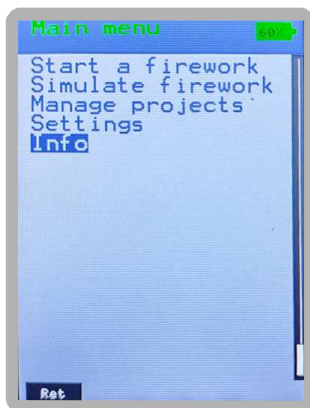 Main menu
60%
Start a firework
Simulate firework
Manage projects
Settings
Info
Ret